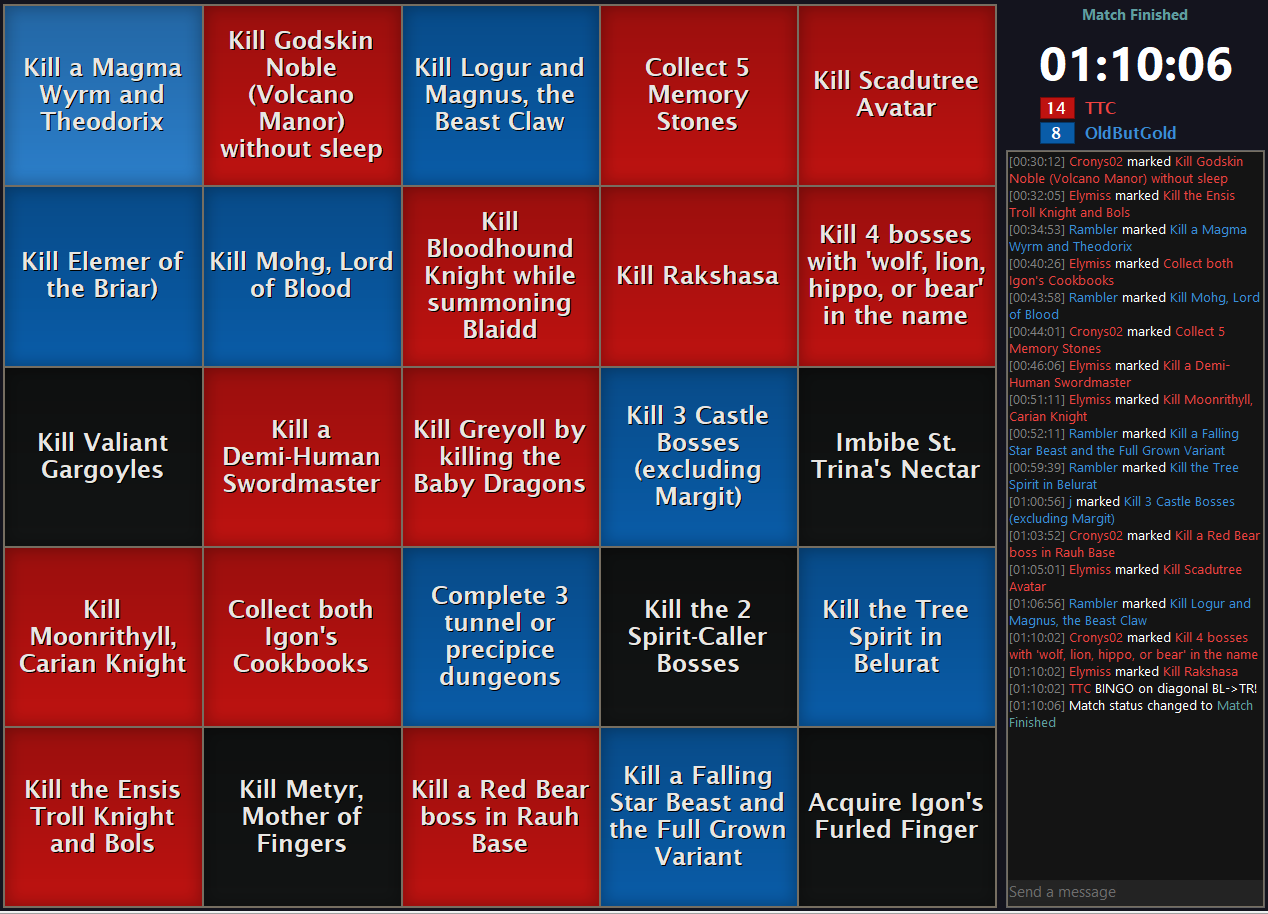 Kill a Magma
Wyrm and
Theodorix
Kill Godskin
Noble
(Volcano
Manor)
without sleep
Kill Logur and
Magnus, the
Beast Claw
Collect 5
Memory
Stones
Kill Scadutree
Avatar
Kill Elemer of
the Briar)
Kill Mohg, Lord
of Blood
Kill
Bloodhound
Knight while
summoning
Blaidd
Kill Rakshasa
Kill 4 bosses
with 'wolf, lion,
hippo, or bear'
in the name
Kill Valiant
Gargoyles
Kill a
Demi-Human
Swordmaster
Kill Greyoll by
killing the
Baby Dragons
Kill 3 Castle
Bosses
(excluding
Margit)
Imbibe St.
Trina's Nectar
Kill
Moonrithyll,
Carian Knight
Collect both
Igon's
Cookbooks
Complete 3
tunnel or
precipice
dungeons
Kill the 2
Spirit-Caller
Bosses
Kill the Tree
Spirit in
Belurat
Kill the Ensis
Troll Knight
and Bols
Kill Metyr,
Mother of
Fingers
Kill a Red Bear
boss in Rauh
Base
Kill a Falling
Star Beast and
the Full Grown
Variant
Acquire Igon's
Furled Finger
Match Finished
01:10:06
14 TTC
8 OldButGold
[00:30:12] Cronys02 marked Kill Godskin
Noble (Volcano Manor) without sleep
[00:32:05] Elymiss marked Kill the Ensis
Troll Knight and Bols
[00:34:53] Rambler marked Kill a Magma
Wyrm and Theodorix
[00:40:26] Elymiss marked Collect both
Igon's Cookbooks
[00:43:58] Rambler marked Kill Mohg, Lord
of Blood
[00:44:01] Cronys02 marked Collect 5
Memory Stones
[00:46:06] Elymiss marked Kill a Demi-
Human Swordmaster
[00:51:11] Elymiss marked Kill Moonrithyll,
Carian Knight
[00:52:11] Rambler marked Kill a Falling
Star Beast and the Full Grown Variant
[00:59:39] Rambler marked Kill the Tree
Spirit in Belurat
[01:00:56] j marked Kill 3 Castle Bosses
(excluding Margit)
[01:03:52] Cronys02 marked Kill a Red Bear
boss in Rauh Base
[01:05:01] Elymiss marked Kill Scadutree
Avatar
[01:06:56] Rambler marked Kill Logur and
Magnus, the Beast Claw
[01:10:02] Cronys02 marked Kill 4 bosses
with 'wolf, lion, hippo, or bear' in the name
[01:10:02] Elymiss marked Kill Rakshasa
[01:10:02] TTC BINGO on diagonal BL->TR!
[01:10:06] Match status changed to Match
Finished
Send a message